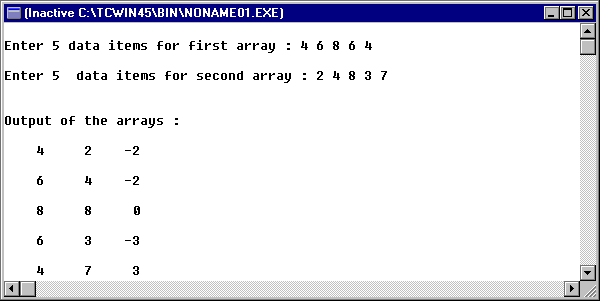 (Inactive C:\TCWIN45\BIN\NONAME01.EXE)
Enter 5 data items for first array : 4 6 8 6 4
Enter 5  data items for second array : 2 4 8 3 7
Output of the arrays :
4     2    -2
6     4    -2
8     8     0
6     3    -3
4     7     3